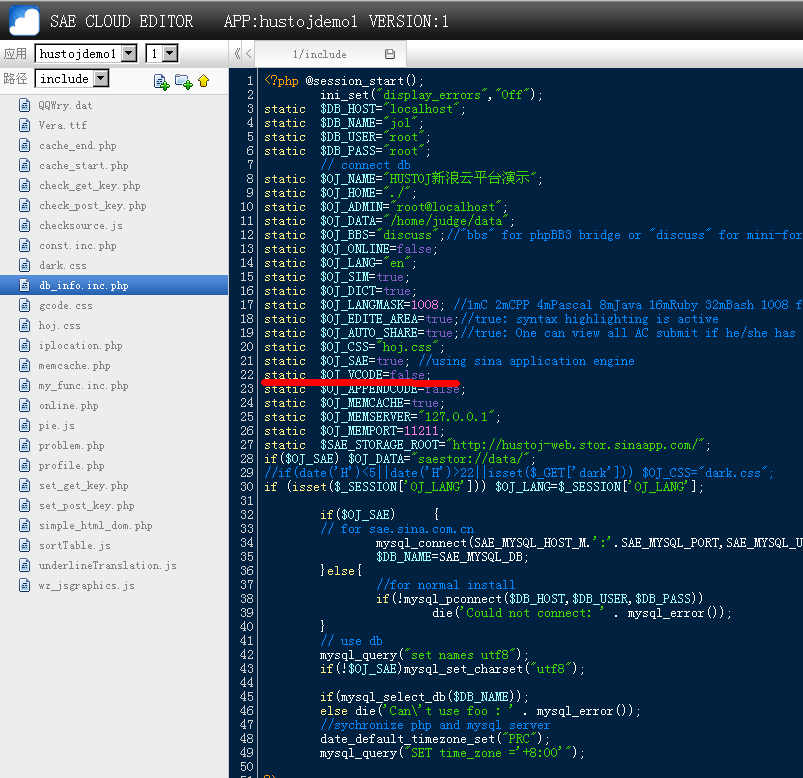 SAE CLOUD EDITOR APP:hustojdemo1 VERSION:1
应用 hustojdemo1 1
路径 include
QQWry.dat
Vera.ttf
cache_end.php
cache_start.php
check_get_key.php
check_post_key.php
checksource.js
const.inc.php
dark.css
db_info.inc.php
gcode.css
hoj.css
iplocation.php
memcache.php
my_func.inc.php
online.php
pie.js
problem.php
profile.php
set_get_key.php
set_post_key.php
simple_html_dom.php
sortTable.js
underlineTranslation.js
wz_jsgraphics.js
1/include
1 <?php @session_start();
2 ini_set("display_errors","Off");
3 static $DB_HOST="localhost";
4 static $DB_NAME="jol";
5 static $DB_USER="root";
6 static $DB_PASS="root";
7 // connect db
8 static $OJ_NAME="HUSTOJ新浪云平台演示";
9 static $OJ_HOME="./";
10 static $OJ_ADMIN="root@localhost";
11 static $OJ_DATA="/home/judge/data";
12 static $OJ_BBS="discuss";//"bbs" for phpBB3 bridge or "discuss" for mini-for
13 static $OJ_ONLINE=false;
14 static $OJ_LANG="en";
15 static $OJ_SIM=true;
16 static $OJ_DICT=true;
17 static $OJ_LANGMASK=1008; //1mC 2mCPP 4mPascal 8mJava 16mRuby 32mBash 1008 f
18 static $OJ_EDITE_AREA=true;//true: syntax highlighting is active
19 static $OJ_AUTO_SHARE=true;//true: One can view all AC submit if he/she has
20 static $OJ_CSS="hoj.css";
21 static $OJ_SAE=true; //using sina application engine
22 static $OJ_VCODE=false;
23 static $OJ_APPENDCODE=false;
24 static $OJ_MEMCACHE=true;
25 static $OJ_MEMSERVER="127.0.0.1";
26 static $OJ_MEMPORT=11211;
27 static $SAE_STORAGE_ROOT="http://hustoj-web.stor.sinaapp.com/";
28 if($OJ_SAE) $OJ_DATA="saestor://data/";
29 //if(date('H')<5||date('H')>22||isset($_GET['dark'])) $OJ_CSS="dark.css";
30 if (isset($_SESSION['OJ_LANG'])) $OJ_LANG=$_SESSION['OJ_LANG'];
31
32 if($OJ_SAE) {
33 // for sae.sina.com.cn
34 mysql_connect(SAE_MYSQL_HOST_M.':'.SAE_MYSQL_PORT,SAE_MYSQL_U
35 $DB_NAME=SAE_MYSQL_DB;
36 }else{
37 //for normal install
38 if(!mysql_pconnect($DB_HOST,$DB_USER,$DB_PASS))
39 die('Could not connect: ' . mysql_error());
40 }
41 // use db
42 mysql_query("set names utf8");
43 if(!$OJ_SAE)mysql_set_charset("utf8");
44
45 if(mysql_select_db($DB_NAME));
46 else die('Can\'t use foo : ' . mysql_error());
47 //sychronize php and mysql server
48 date_default_timezone_set("PRC");
49 mysql_query("SET time_zone ='+8:00'");
50